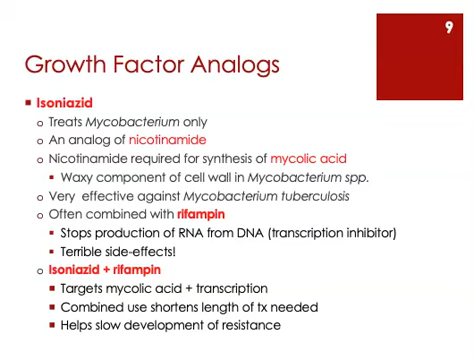 9
Growth Factor Analogs
Isoniazid
Treats Mycobacterium only
An analog of nicotinamide
Nicotinamide required for synthesis of mycolic acid
Waxy component of cell wall in Mycobacterium spp.
Very effective against Mycobacterium tuberculosis
Often combined with rifampin
Stops production of RNA from DNA (transcription inhibitor)
Terrible side-effects!
Isoniazid + rifampin
Targets mycolic acid + transcription
Combined use shortens length of tx needed
Helps slow development of resistance